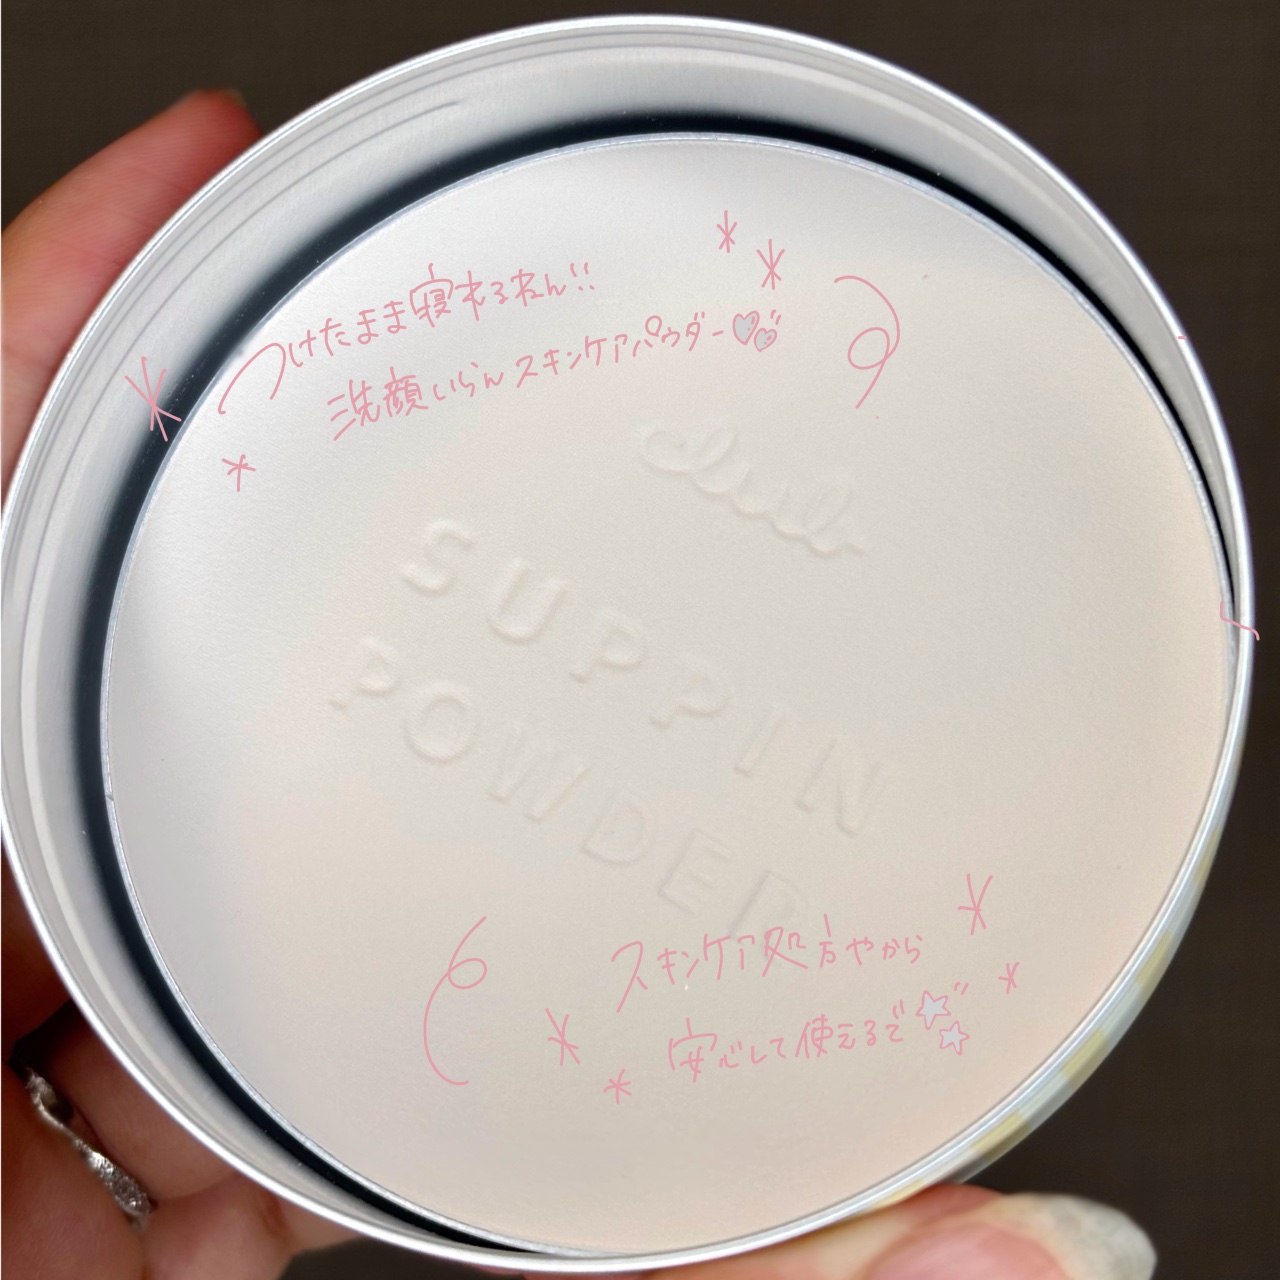 つけたまま寝れるねん!!
洗顔いらんスキンケアパウダー
club
SUPPIN
POWDER
スキンケア処方やから
安心して使えるで